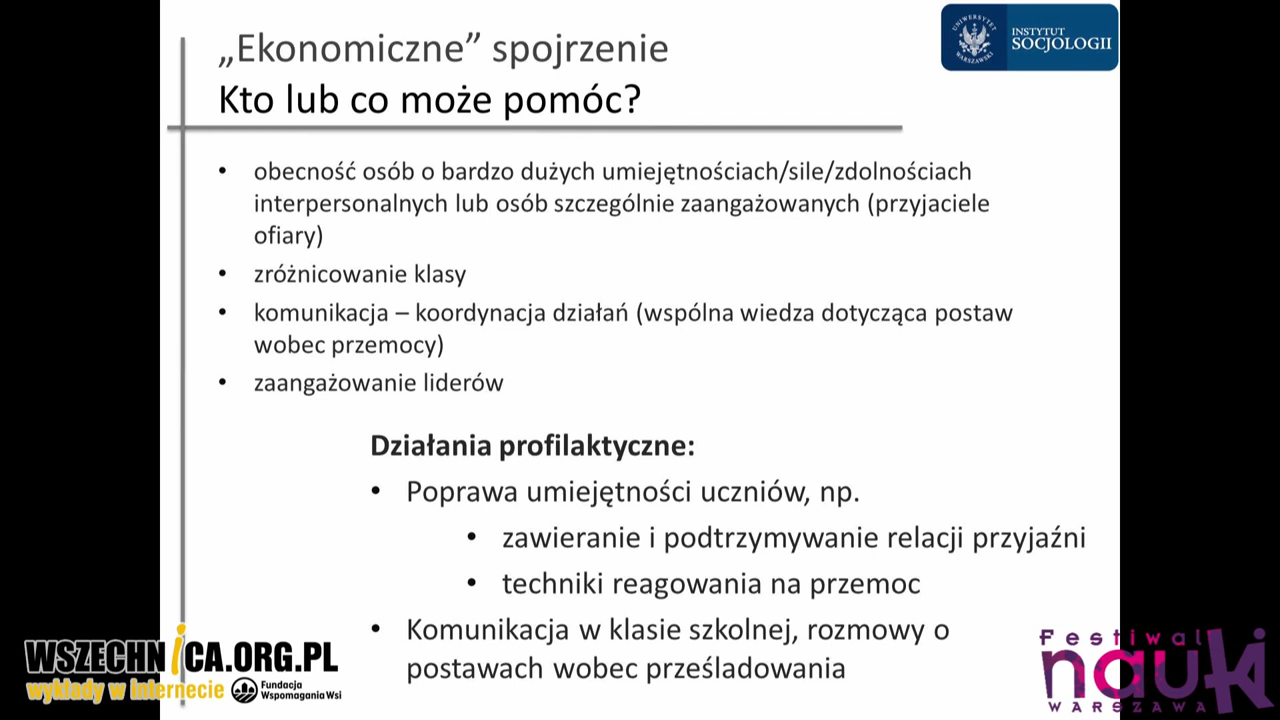 „Ekonomiczne” spojrzenie
Kto lub co może pomóc?
UNIWERSYTET WARSZAWSKI
INSTYTUT
SOCJOLOGII
• obecność osób o bardzo dużych umiejętnościach/sile/zdolnościach
interpersonalnych lub osób szczególnie zaangażowanych (przyjaciele
ofiary)
• zróżnicowanie klasy
• komunikacja – koordynacja działań (wspólna wiedza dotycząca postaw
wobec przemocy)
• zaangażowanie liderów
Działania profilaktyczne:
• Poprawa umiejętności uczniów, np.
• zawieranie i podtrzymywanie relacji przyjaźni
• techniki reagowania na przemoc
• Komunikacja w klasie szkolnej, rozmowy o
postawach wobec prześladowania
WSZECHNICA.ORG.PL
wykłady w internecie
Fundacja
Wspomagania Wsi
Festiwal
nauki
WARSZAWA